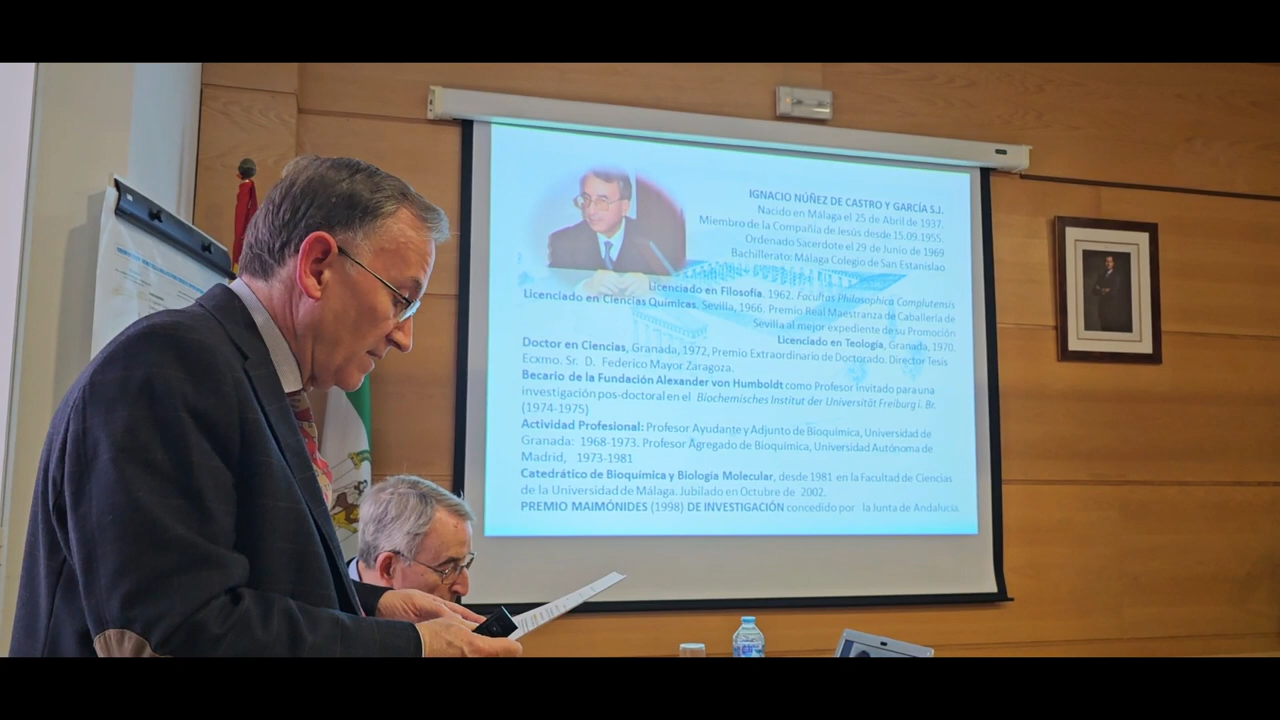 IGNACIO NÚÑEZ DE CASTRO Y GARCÍA S.J.
Nacido en Málaga el 25 de Abril de 1937.
Miembro de la Compañía de Jesús desde 15.09.1955.
Ordenado Sacerdote el 29 de Junio de 1969
Bachillerato: Málaga Colegio de San Estanislao
Licenciado en Filosofía. 1962. Facultas Philosophica Complutensis
Licenciado en Ciencias Químicas. Sevilla, 1966. Premio Real Maestranza de Caballería de
Sevilla al mejor expediente de su Promoción
Licenciado en Teología, Granada, 1970.
Doctor en Ciencias, Granada, 1972, Premio Extraordinario de Doctorado. Director Tesis
Ecxmo. Sr. D. Federico Mayor Zaragoza.
Becario de la Fundación Alexander von Humboldt como Profesor Invitado para una
investigación pos-doctoral en el Biochemisches Institut der Universität Freiburg i. Br.
(1974-1975)
Actividad Profesional: Profesor Ayudante y Adjunto de Bioquímica, Universidad de
Granada: 1968-1973. Profesor Agregado de Bioquímica, Universidad Autónoma de
Madrid, 1973-1981
Catedrático de Bioquímica y Biología Molecular, desde 1981 en la Facultad de Ciencias
de la Universidad de Málaga. Jubilado en Octubre de 2002.
PREMIO MAIMÓNIDES (1998) DE INVESTIGACIÓN concedido por la Junta de Andalucía.